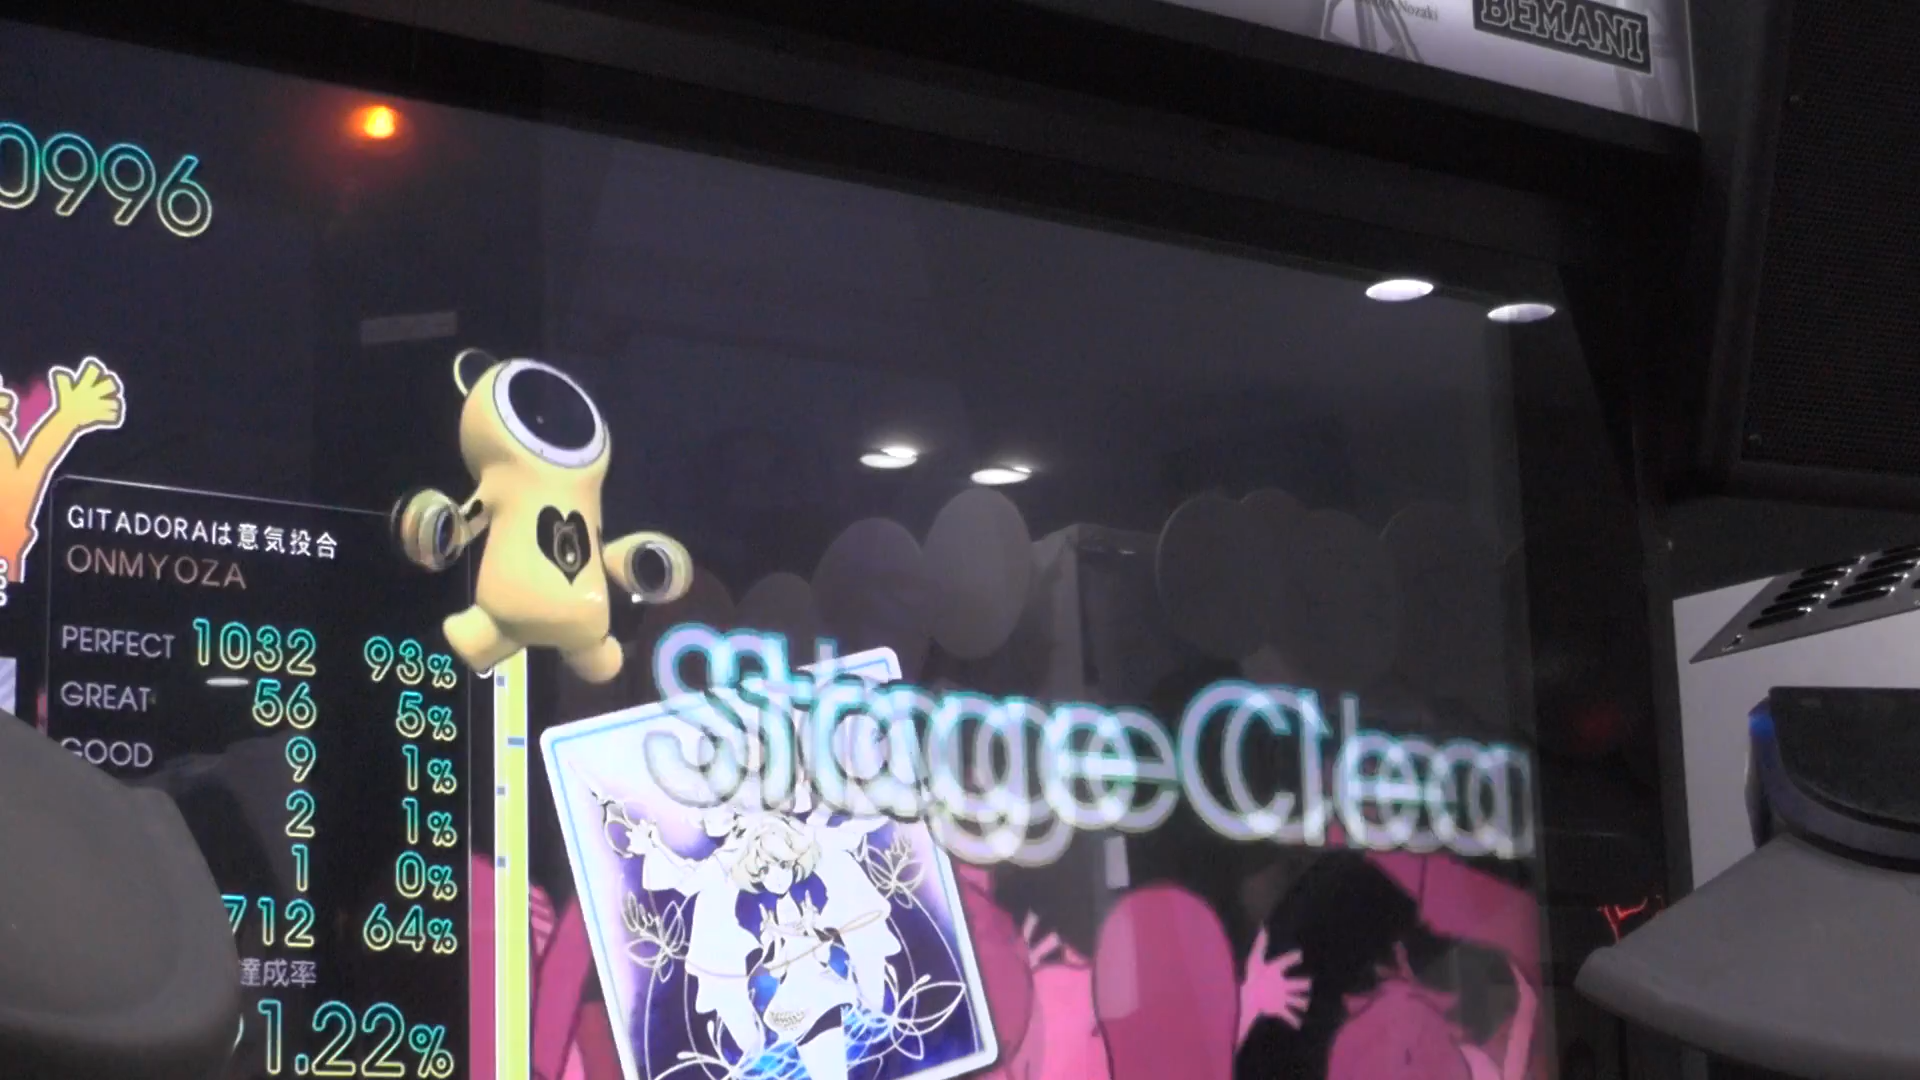 Nozaki
BEMANI
0996
GITADORAは意気投合
ONMYOZA
PERFECT 1032 93%
GREAT 56 5%
GOOD 9 1%
2 1%
1 0%
712 64%
達成率
1.22%
Stage Clear